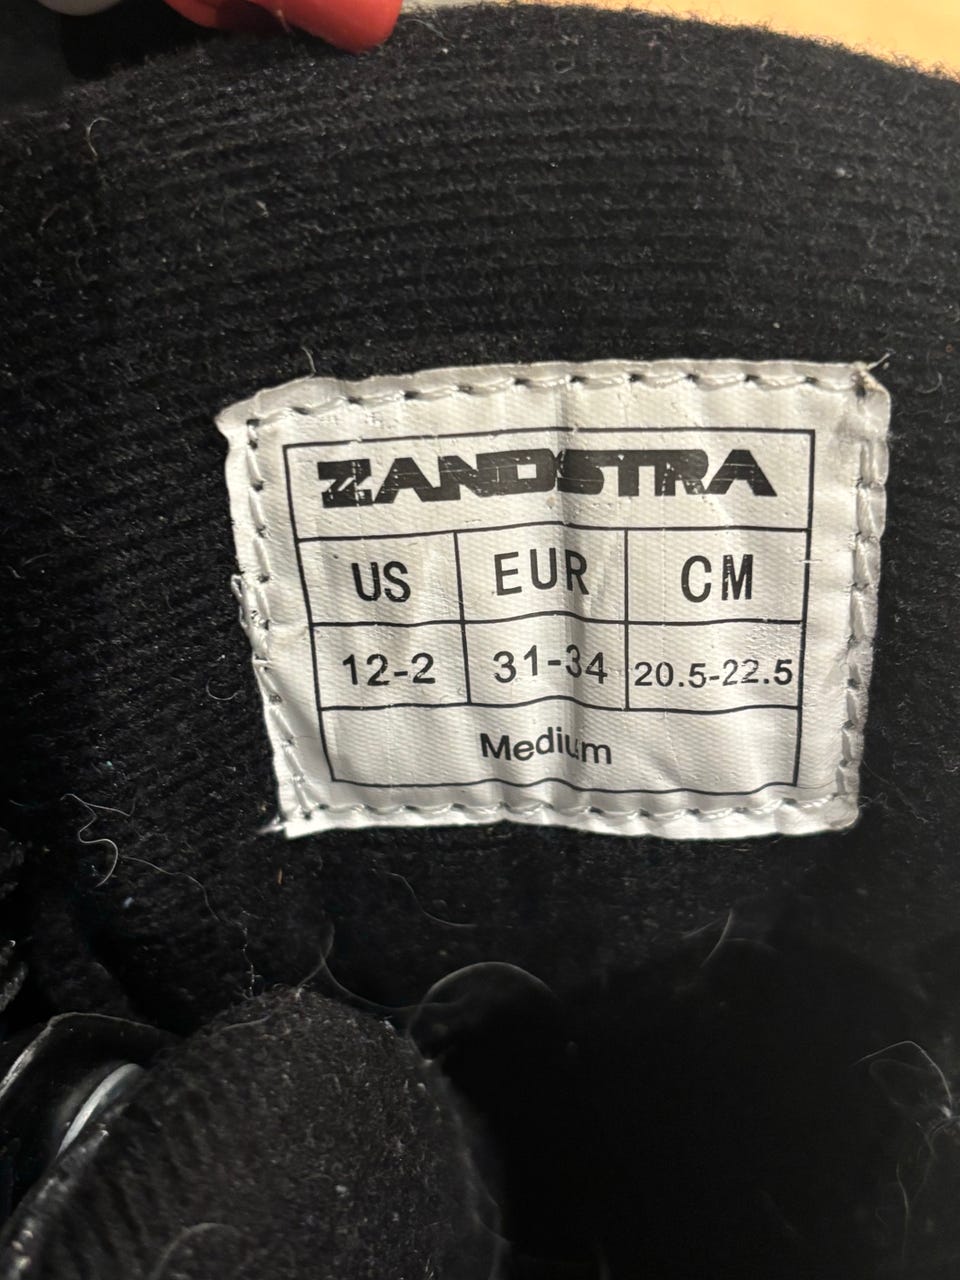 ZANDSTRA
US EUR CM
12-2 31-34 20.5-22.5
Medium